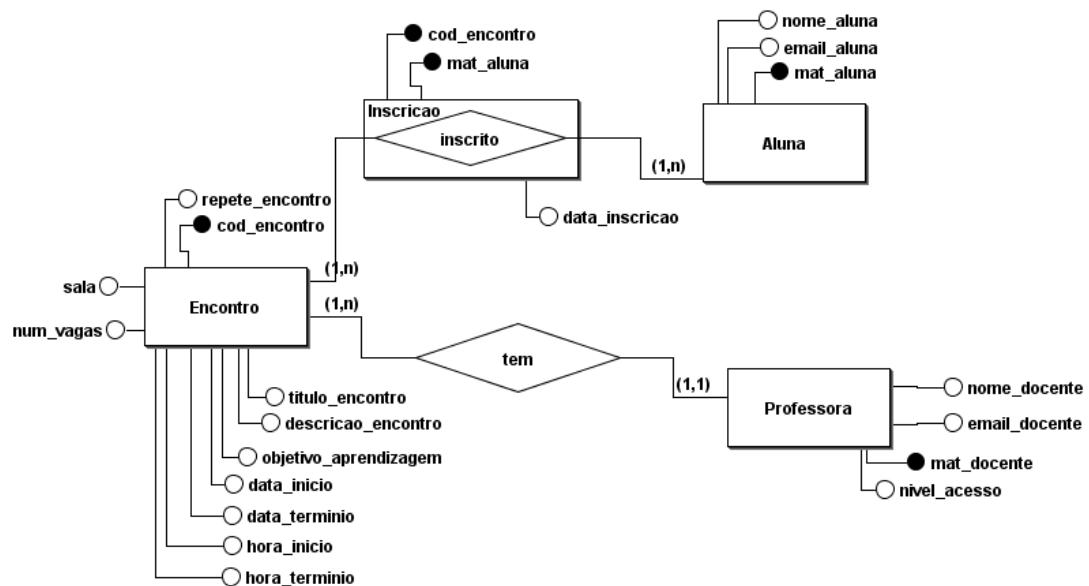 nome_aluna
email_aluna
mat_aluna
Aluna
cod_encontro
mat_aluna
Inscricao
inscrito
(1,n)
data_inscricao
repete_encontro
cod_encontro
sala
num_vagas
Encontro
(1,n)
(1,n)
tem
(1,1)
Professora
nome_docente
email_docente
mat_docente
nivel_acesso
titulo_encontro
descricao_encontro
objetivo_aprendizagem
data_inicio
data_terminio
hora_inicio
hora_terminio